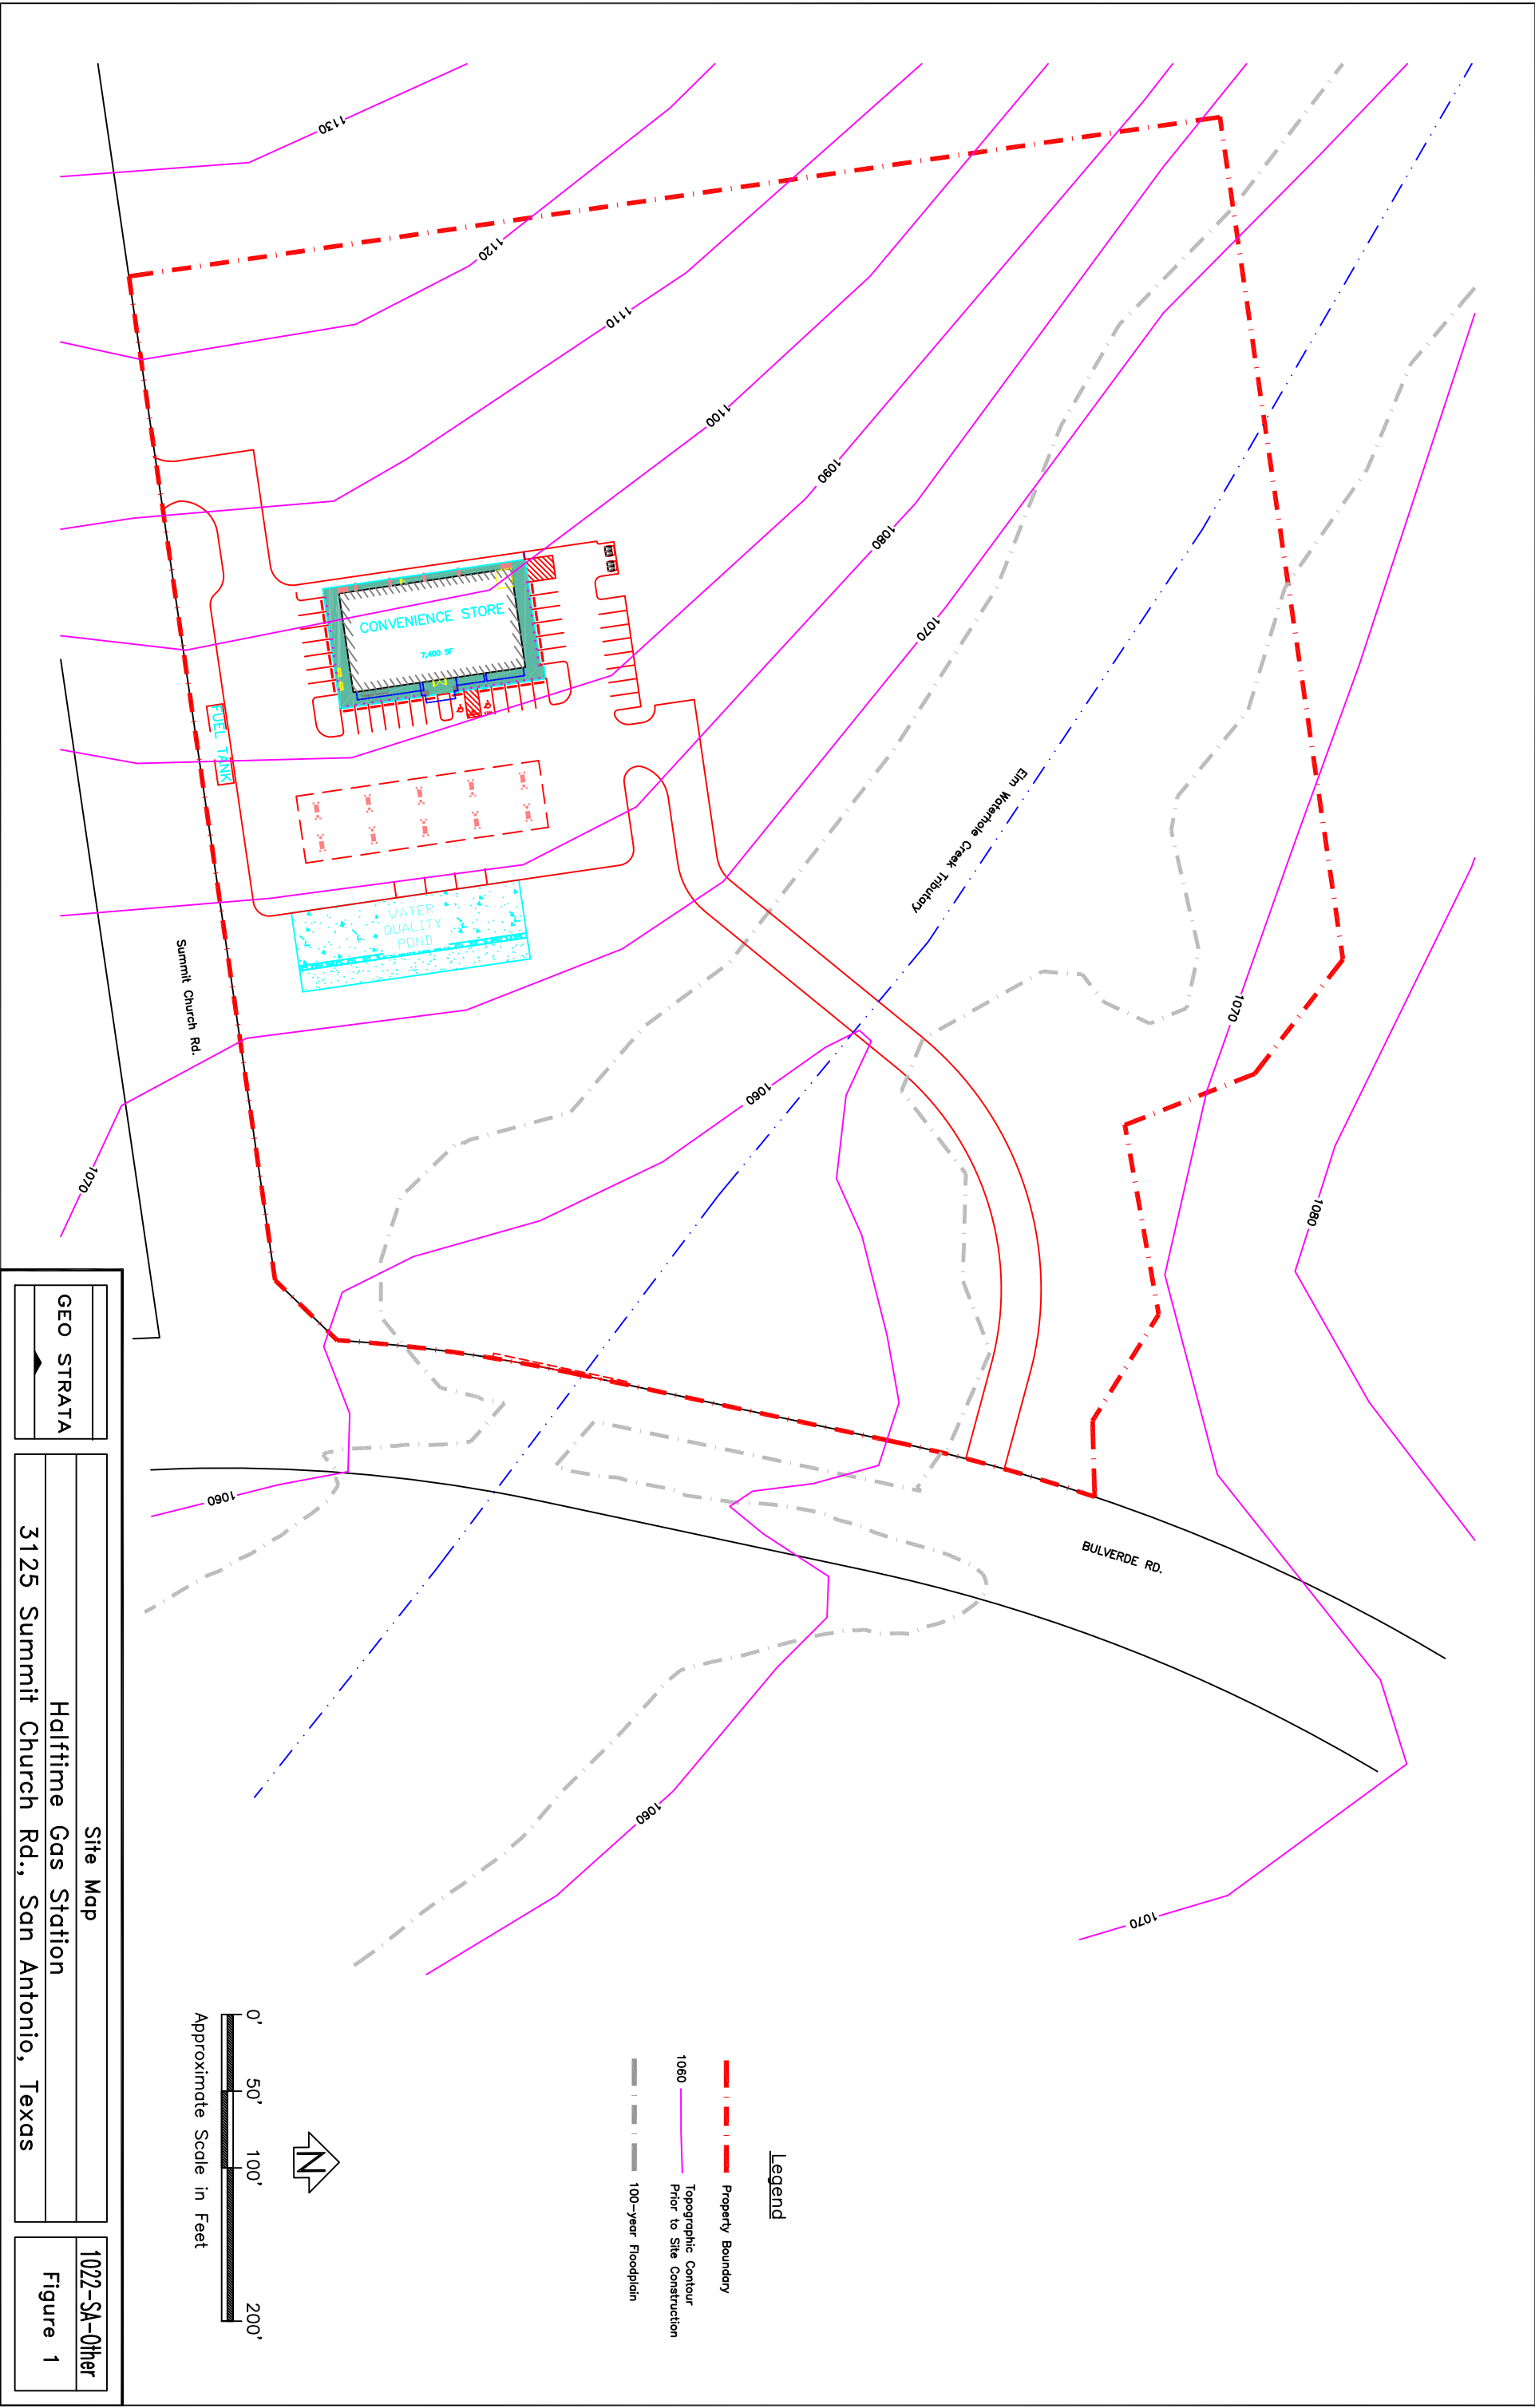 1130
1120
1110
1100
1090
1080
1070
CONVENIENCE STORE
7,400 SF
FUEL TANK
WATER
QUALITY
POND
Elm Waterhole Creek Tributary
Summit Church Rd.
BULVERDE RD.
1060
1070
1060
1070
1080
1060
1070
Legend
Property Boundary
1060
Topographic Contour
Prior to Site Construction
100-year Floodplain
N
0'
50'
100'
200'
Approximate Scale in Feet
GEO STRATA
Site Map
Halftime Gas Station
3125 Summit Church Rd., San Antonio, Texas
1022-SA-Other
Figure 1